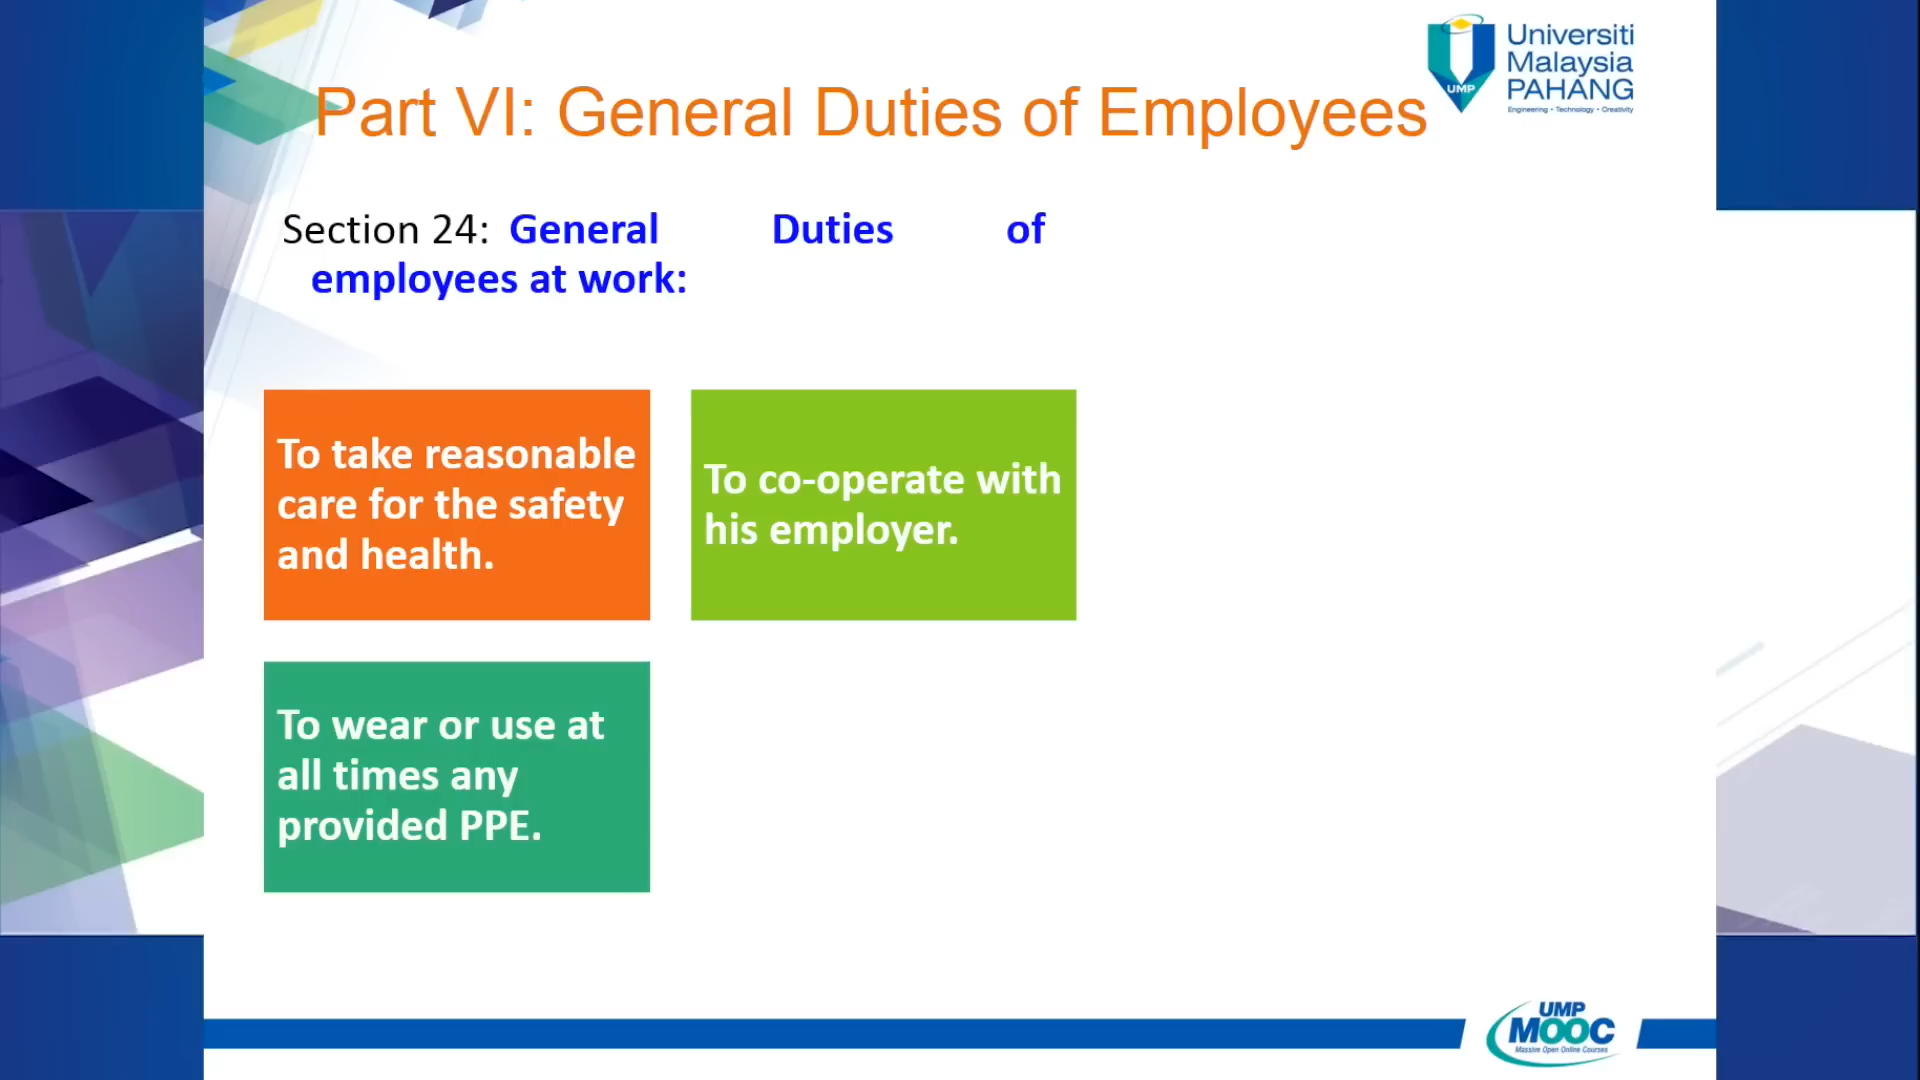 Universiti
Malaysia
PAHANG
Engineering • Technology • Creativity
UMP
Part VI: General Duties of Employees
Section 24: General Duties of
employees at work:
To take reasonable
care for the safety
and health.
To co-operate with
his employer.
To wear or use at
all times any
provided PPE.
UMP
MOOC
Massive Open Online Courses